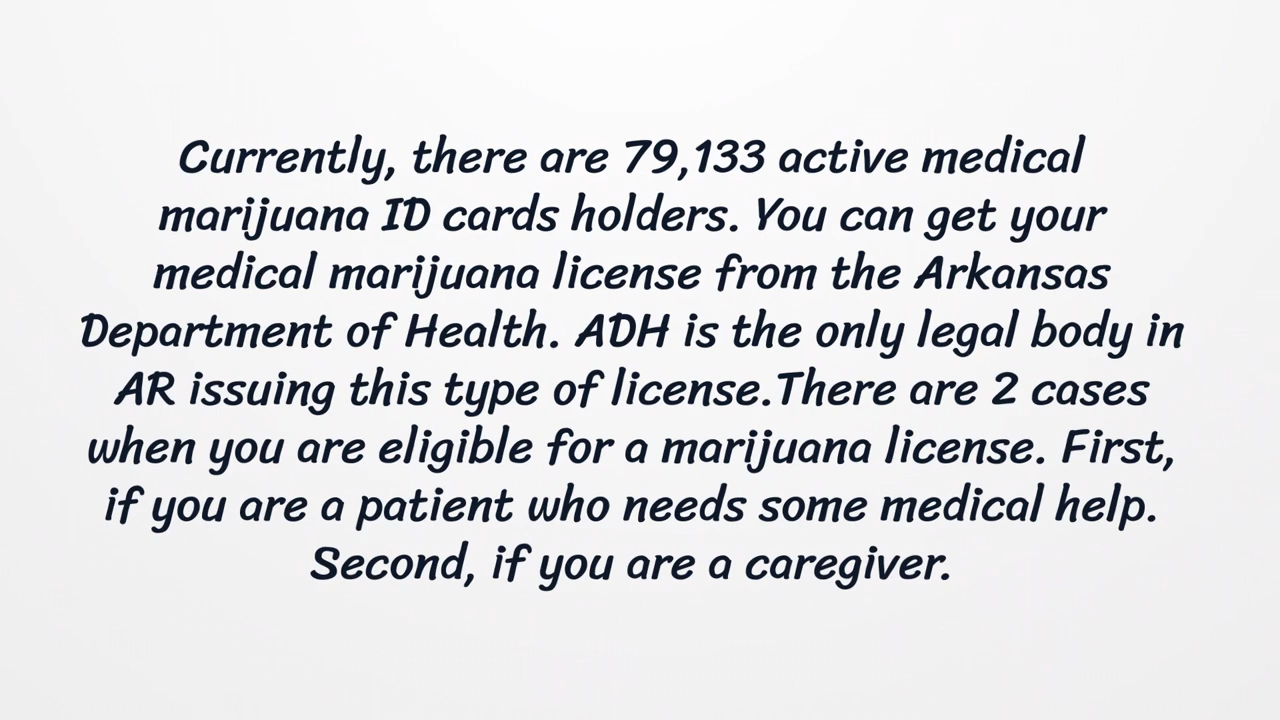 Currently, there are 79,133 active medical
marijuana ID cards holders. You can get your
medical marijuana license from the Arkansas
Department of Health. ADH is the only legal body in
AR issuing this type of license.There are 2 cases
when you are eligible for a marijuana license. First,
if you are a patient who needs some medical help.
Second, if you are a caregiver.